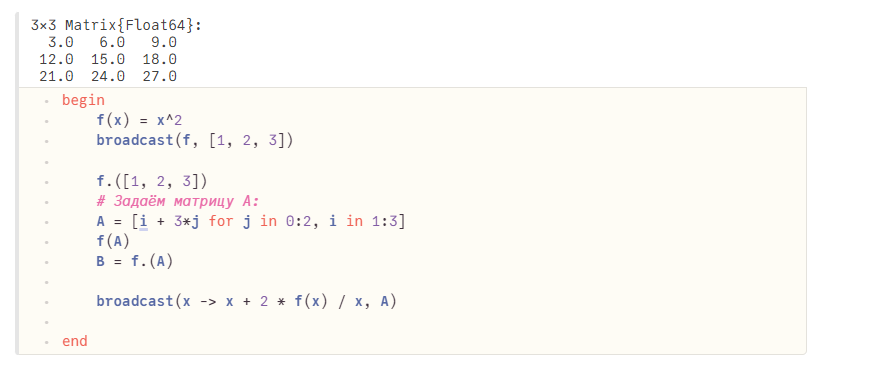 3×3 Matrix{Float64}:
  3.0   6.0   9.0
 12.0  15.0  18.0
 21.0  24.0  27.0
begin
    f(x) = x^2
    broadcast(f, [1, 2, 3])
    f.([1, 2, 3])
    # Задаём матрицу A:
    A = [i + 3*j for j in 0:2, i in 1:3]
    f(A)
    B = f.(A)
    broadcast(x -> x + 2 * f(x) / x, A)
end